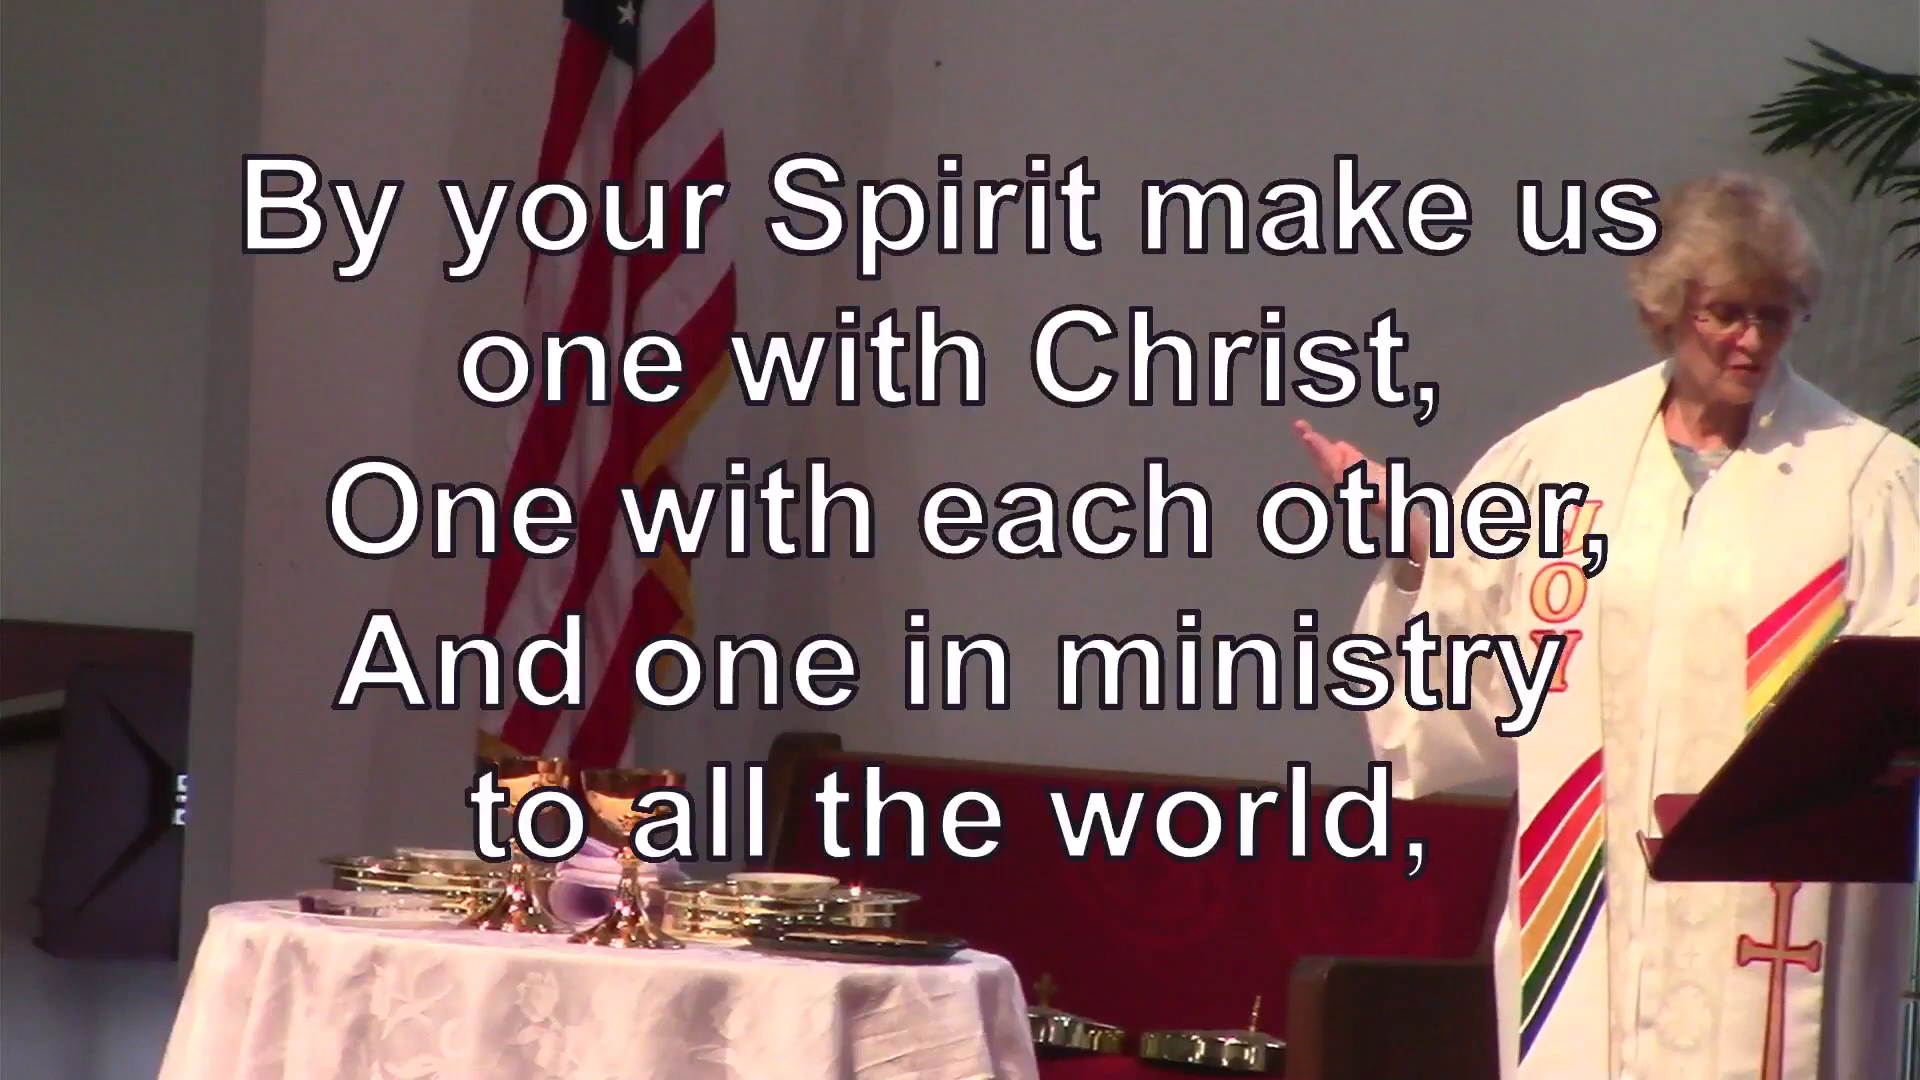 By your Spirit make us
one with Christ,
One with each other,
And one in ministry
to all the world,